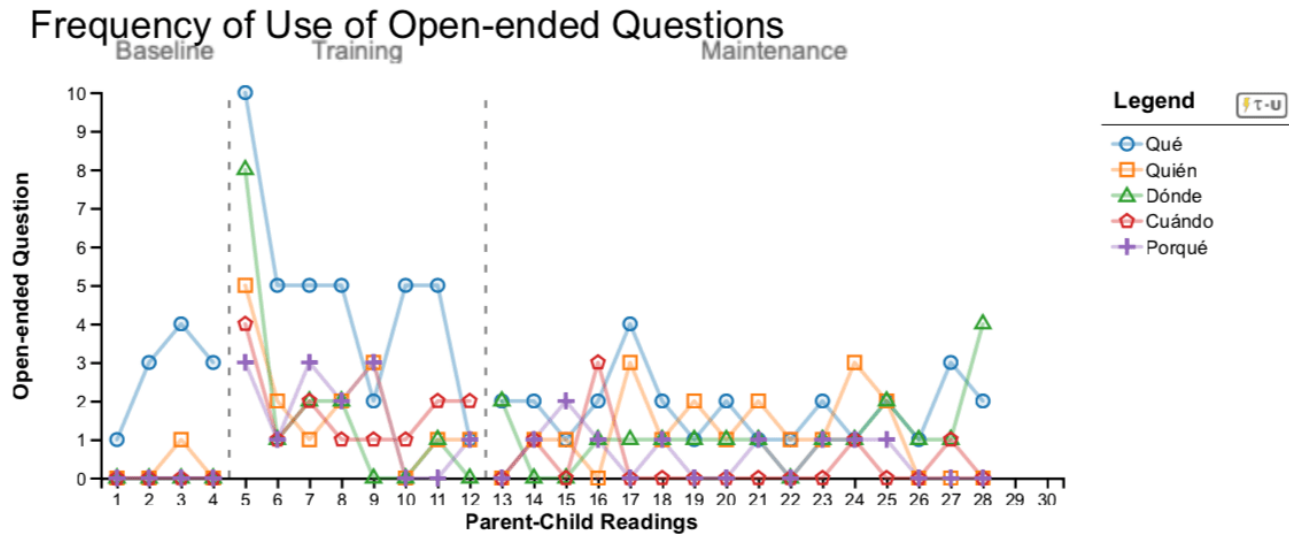 Frequency of Use of Open-ended Questions
Baseline Training Maintenance
10
9
8
7
6
5
4
3
2
1
0
Open-ended Question
1 2 3 4 5 6 7 8 9 10 11 12 13 14 15 16 17 18 19 20 21 22 23 24 25 26 27 28 29 30
Parent-Child Readings
Legend
τ-U
Qué
Quién
Dónde
Cuándo
Porqué